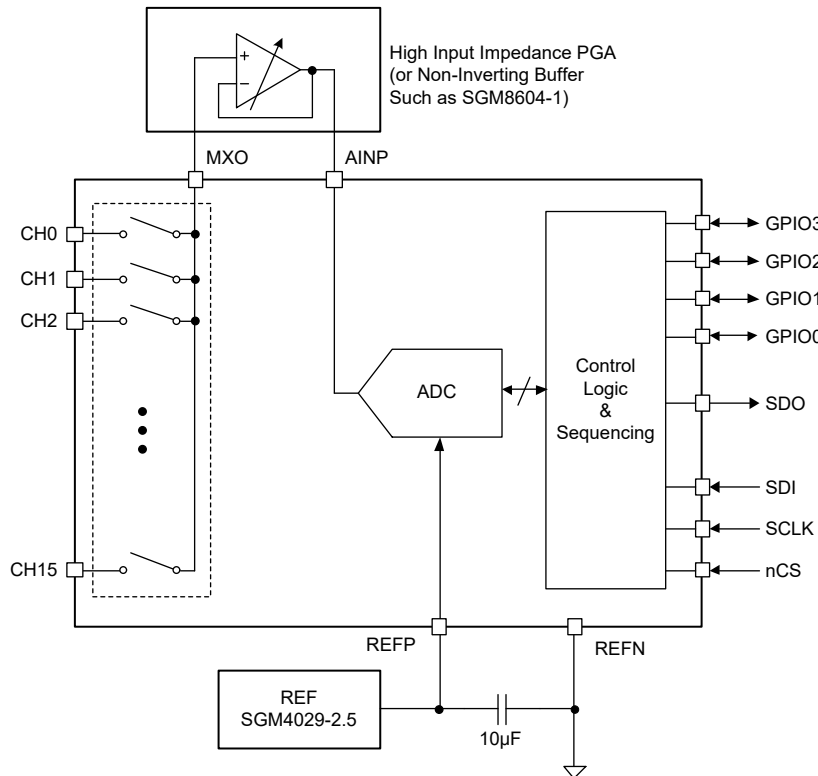 High Input Impedance PGA
(or Non-Inverting Buffer
Such as SGM8604-1)
+
−
MXO
AINP
CH0
CH1
CH2
CH15
ADC
Control
Logic
&
Sequencing
GPIO3
GPIO2
GPIO1
GPIO0
SDO
SDI
SCLK
nCS
REFP
REFN
REF
SGM4029-2.5
10µF